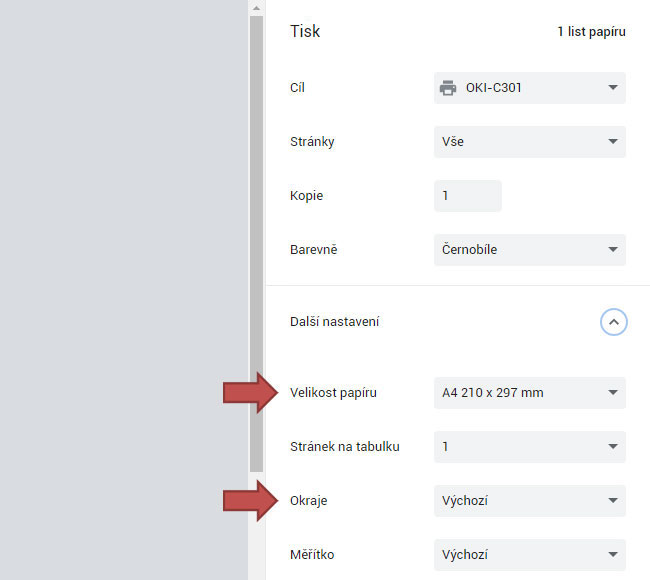 Tisk 1 list papíru
Cíl OKI-C301
Stránky Vše
Kopie 1
Barevně Černobíle
Další nastavení
Velikost papíru A4 210 x 297 mm
Stránek na tabulku 1
Okraje Výchozí
Měřítko Výchozí